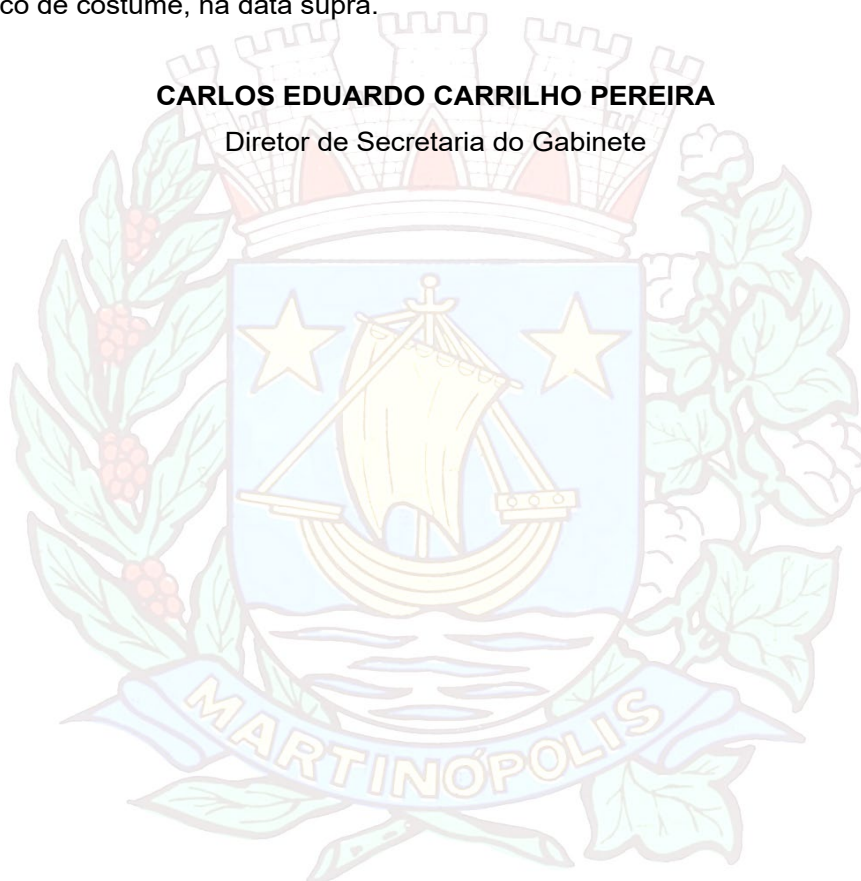 co de costume, na data supra.
CARLOS EDUARDO CARRILHO PEREIRA
Diretor de Secretaria do Gabinete
MARTINÓPOLIS